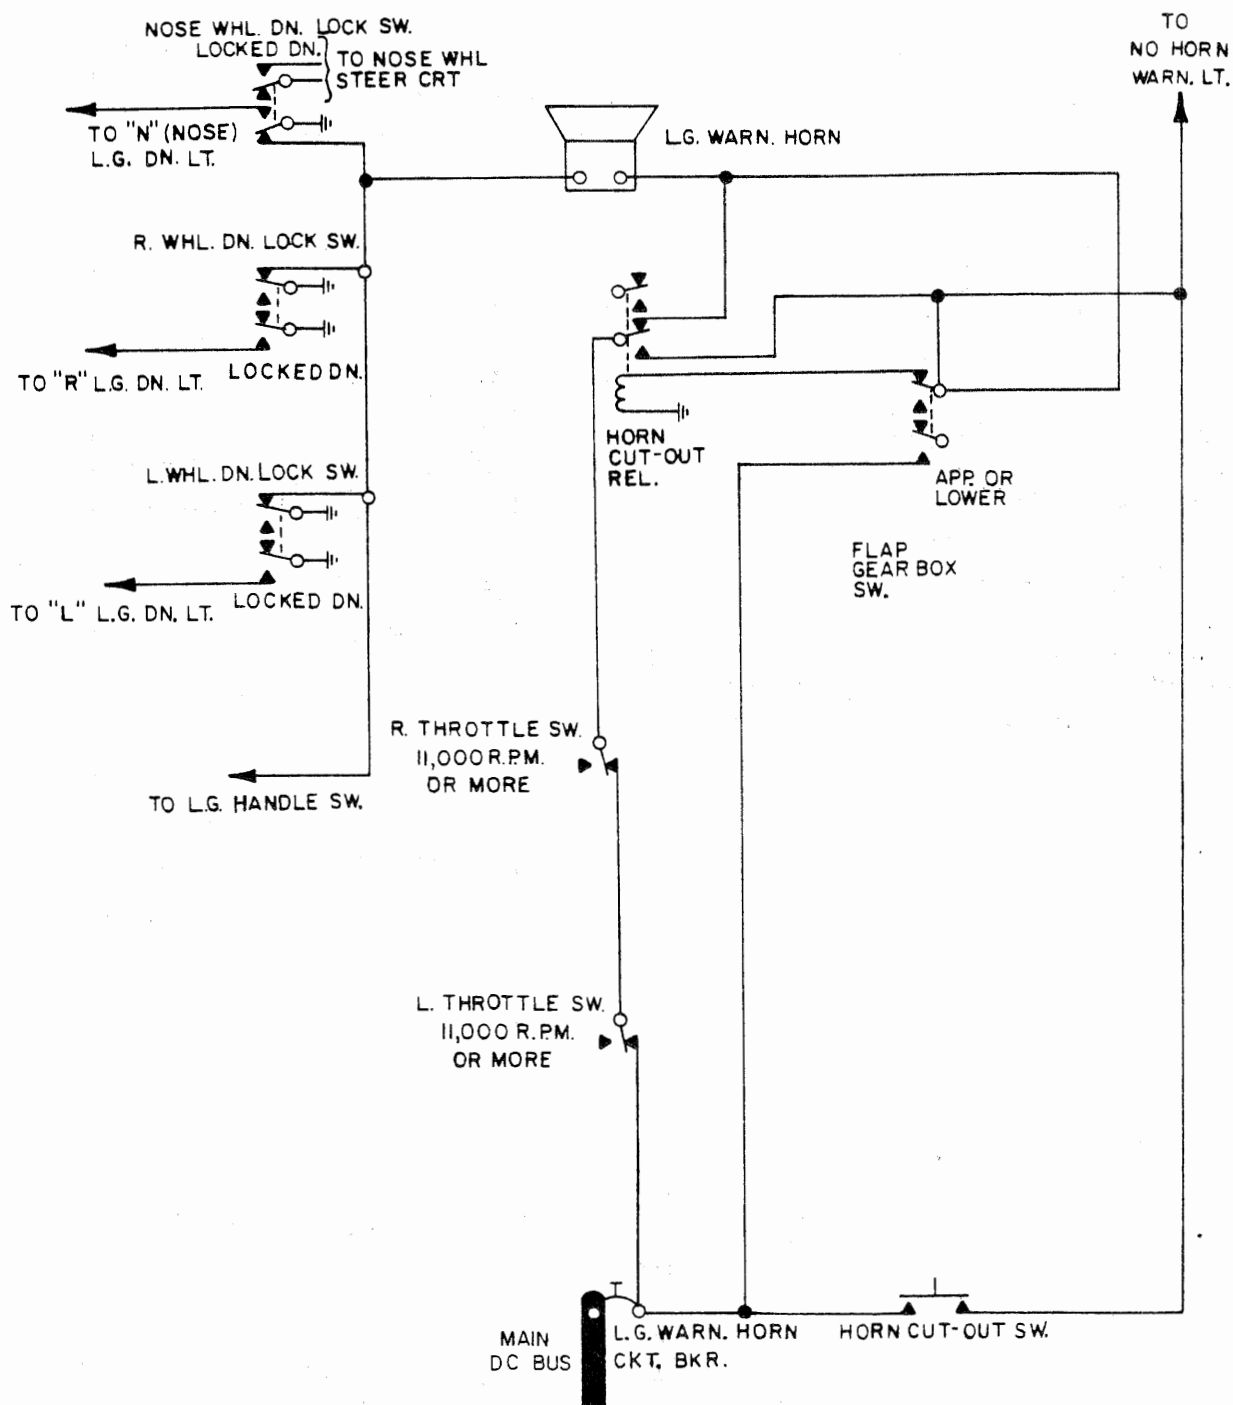 NOSE WHL. DN. LOCK SW.
LOCKED DN.
TO NOSE WHL
STEER CRT
TO "N" (NOSE)
L.G. DN. LT.
L.G. WARN. HORN
TO
NO HORN
WARN. LT.
R. WHL. DN. LOCK SW.
LOCKED DN.
TO "R" L.G. DN. LT.
HORN
CUT-OUT
REL.
L. WHL. DN. LOCK SW.
LOCKED DN.
TO "L" L.G. DN. LT.
APP. OR
LOWER
FLAP
GEAR BOX
SW.
R. THROTTLE SW.
11,000 R.P.M.
OR MORE
TO L.G. HANDLE SW.
L. THROTTLE SW.
11,000 R.P.M.
OR MORE
MAIN
DC BUS
L.G. WARN. HORN
CKT. BKR.
HORN CUT-OUT SW.